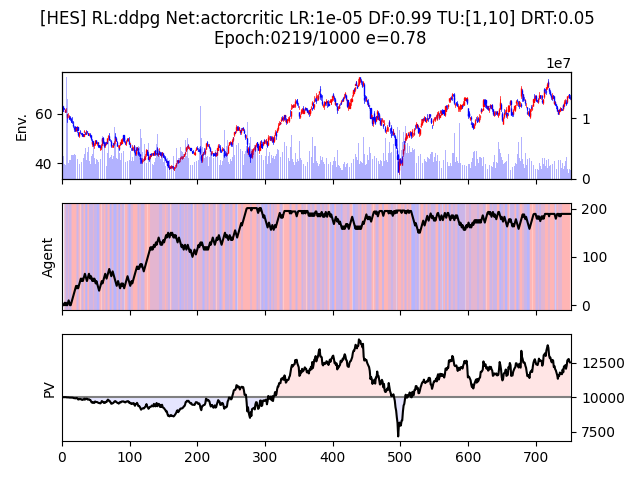 [HES] RL:ddpg Net:actorcritic LR:1e-05 DF:0.99 TU:[1,10] DRT:0.05
Epoch:0219/1000 e=0.78
1e7
Env.
60
40
1
0
Agent
200
100
0
PV
12500
10000
7500
0 100 200 300 400 500 600 700